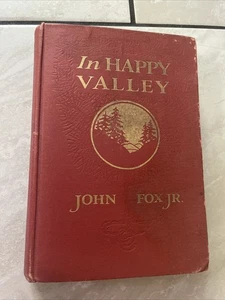 In HAPPY
VALLEY
JOHN FOX JR.